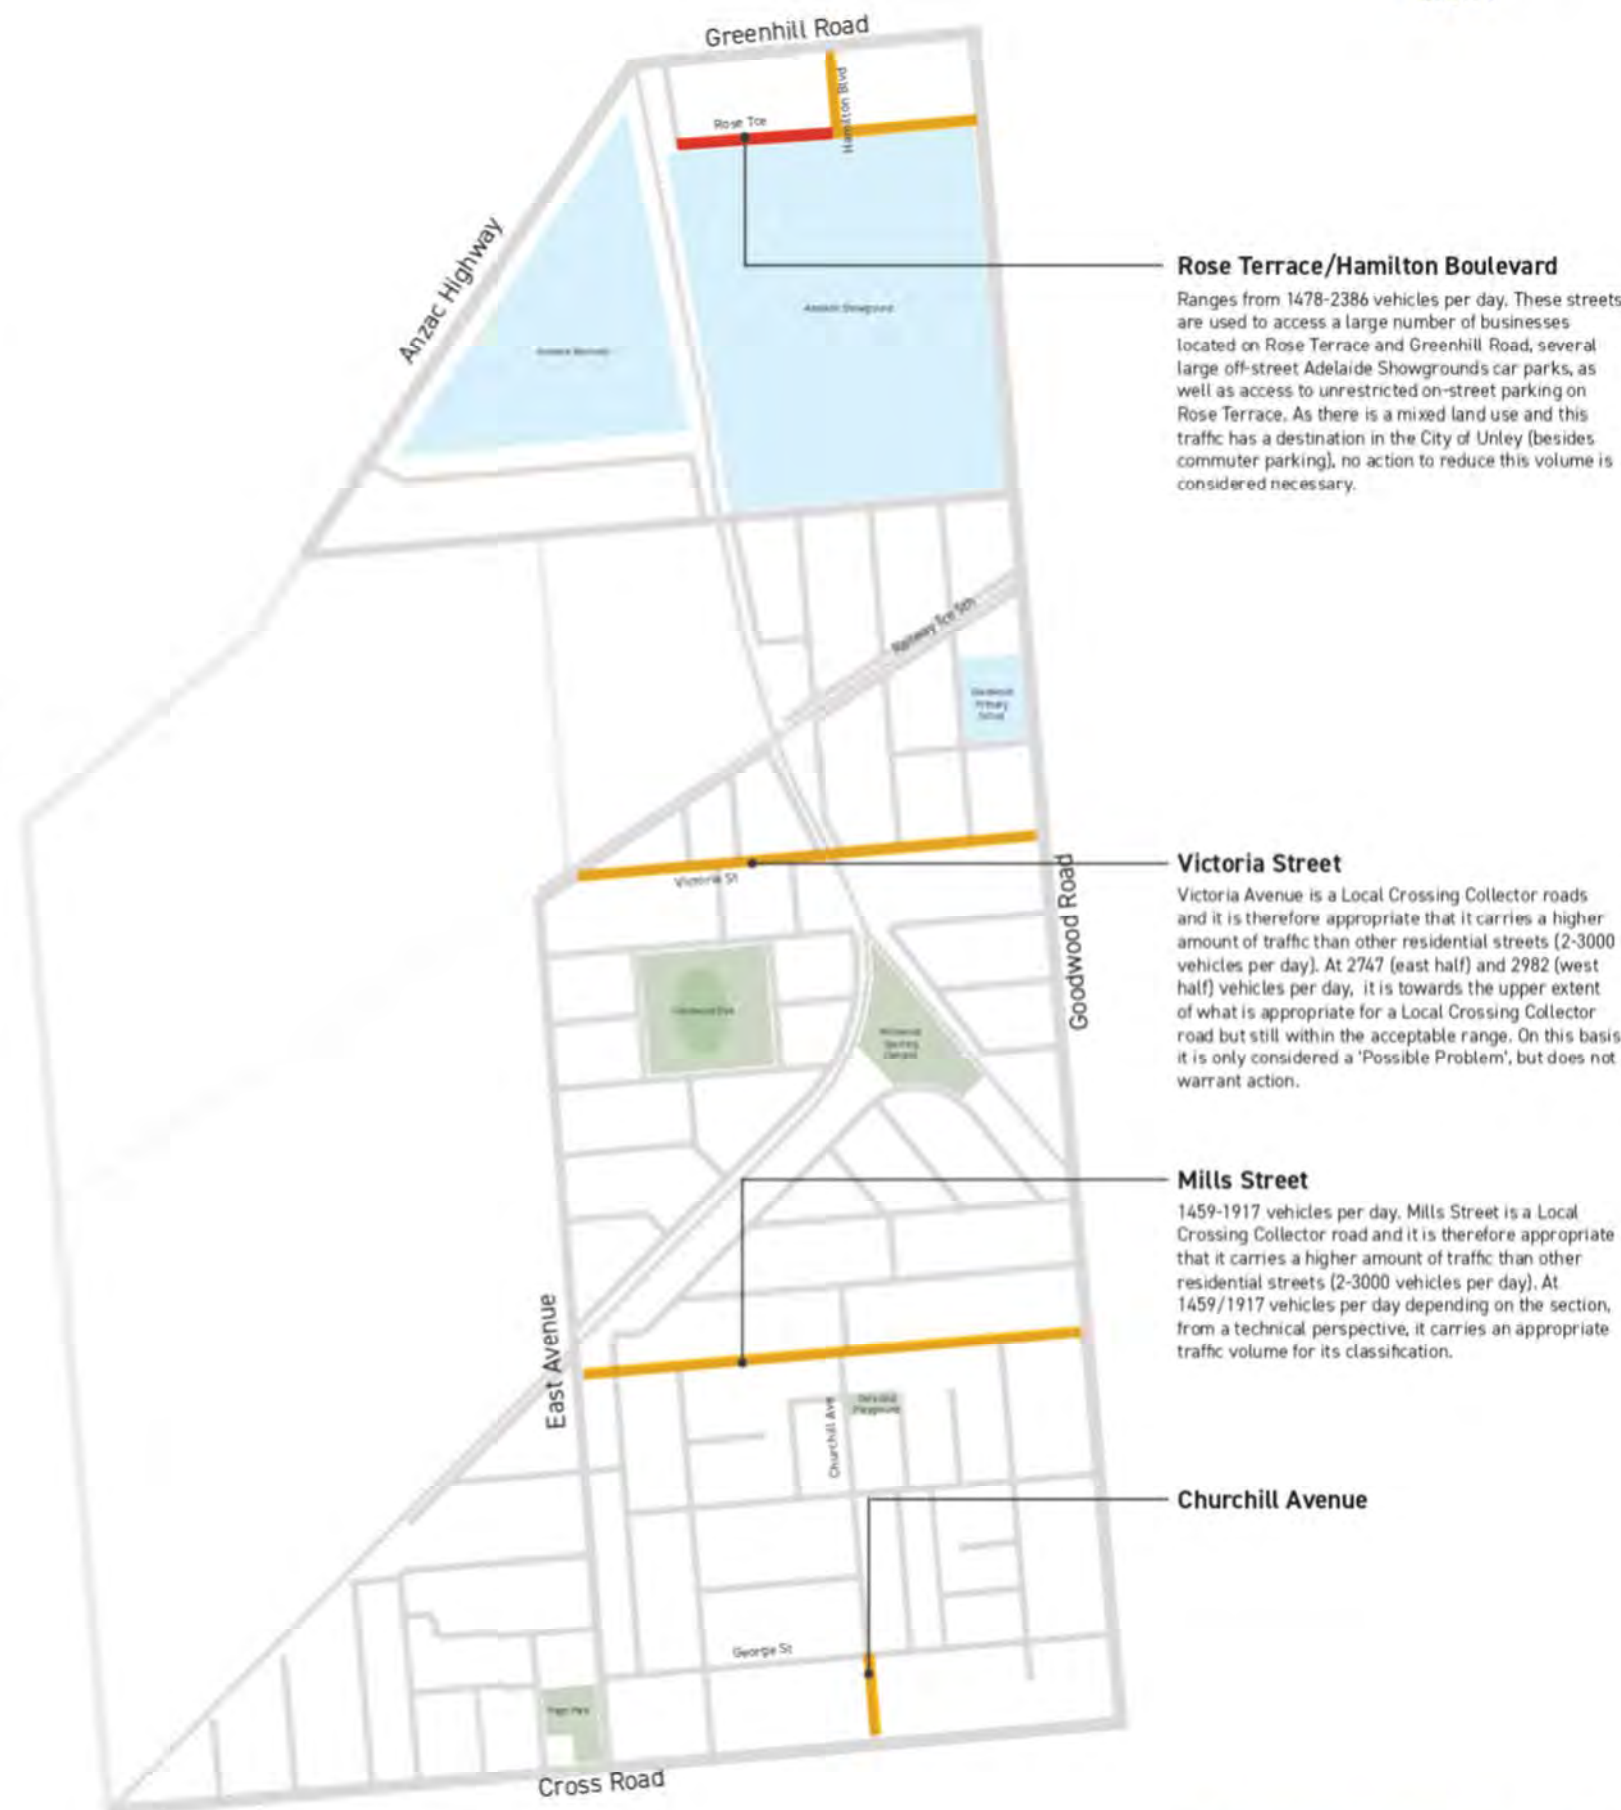 Greenhill Road
Hamilton Blvd
Rose Tce
Anzac Highway
Adelaide Showground
Rose Terrace/Hamilton Boulevard
Ranges from 1478-2386 vehicles per day. These streets
are used to access a large number of businesses
located on Rose Terrace and Greenhill Road, several
large off-street Adelaide Showgrounds car parks, as
well as access to unrestricted on-street parking on
Rose Terrace. As there is a mixed land use and this
traffic has a destination in the City of Unley (besides
commuter parking), no action to reduce this volume is
considered necessary.
Railway Tce Sth
Goodwood
Primary
School
Victoria St
Goodwood Road
Victoria Street
Victoria Avenue is a Local Crossing Collector roads
and it is therefore appropriate that it carries a higher
amount of traffic than other residential streets (2-3000
vehicles per day). At 2747 (east half) and 2982 (west
half) vehicles per day, it is towards the upper extent
of what is appropriate for a Local Crossing Collector
road but still within the acceptable range. On this basis
it is only considered a 'Possible Problem', but does not
warrant action.
Mills Street
1459-1917 vehicles per day. Mills Street is a Local
Crossing Collector road and it is therefore appropriate
that it carries a higher amount of traffic than other
residential streets (2-3000 vehicles per day). At
1459/1917 vehicles per day depending on the section,
from a technical perspective, it carries an appropriate
traffic volume for its classification.
East Avenue
Churchill Ave
Playground
Churchill Avenue
George St
Page Park
Cross Road